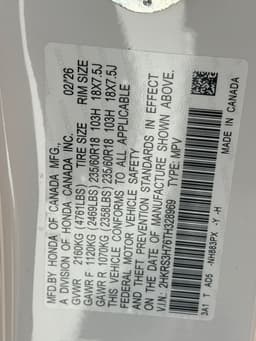 MFD.BY HONDA OF CANADA MFG. 02/26
A DIVISION OF HONDA CANADA INC.
TIRE SIZE RIM SIZE
GVWR 2160KG (4761LBS)
GAWR F 1120KG (2469LBS) 235/60R18 103H 18X7.5J
GAWR R 1070KG (2358LBS) 235/60R18 103H 18X7.5J
THIS VEHICLE CONFORMS TO ALL APPLICABLE
FEDERAL MOTOR VEHICLE SAFETY
AND THEFT PREVENTION STANDARDS IN EFFECT
ON THE DATE OF MANUFACTURE SHOWN ABOVE.
V.I.N: 2HKRS3H76TH328969 TYPE: MPV
3A1 T AD5 -NH883PX -Y -H
MADE IN CANADA